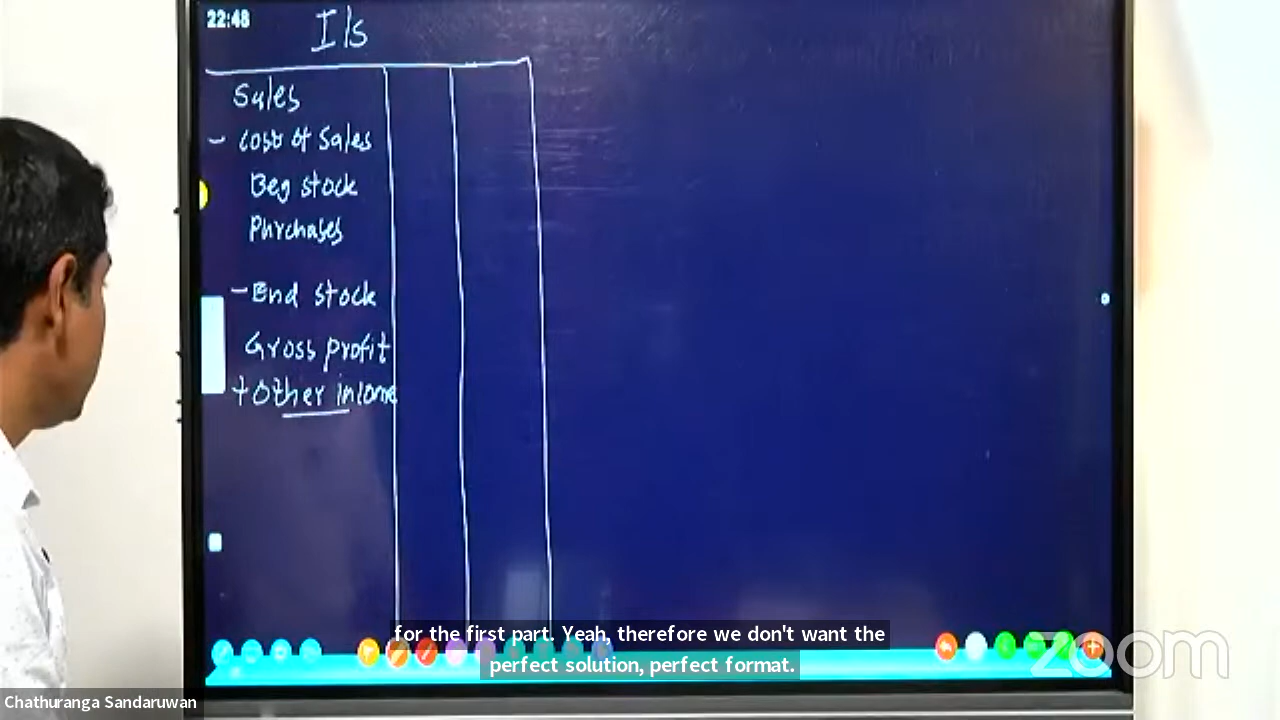 22:48
I/s
Sales
- Cost of Sales
Beg stock
Phrchases
- End stock
Gross profit
+ Other income
for the first part. Yeah, therefore we don't want the
perfect solution, perfect format.
zoom
Chathuranga Sandaruwan